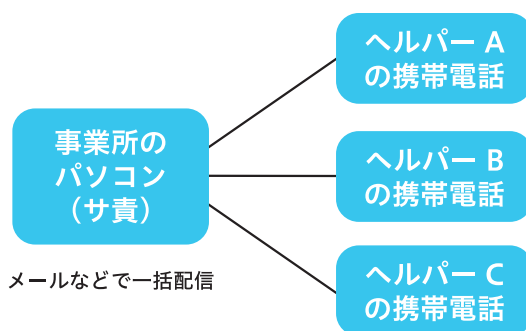 事業所の
パソコン
（サ責）
メールなどで一括配信
ヘルパー A
の携帯電話
ヘルパー B
の携帯電話
ヘルパー C
の携帯電話